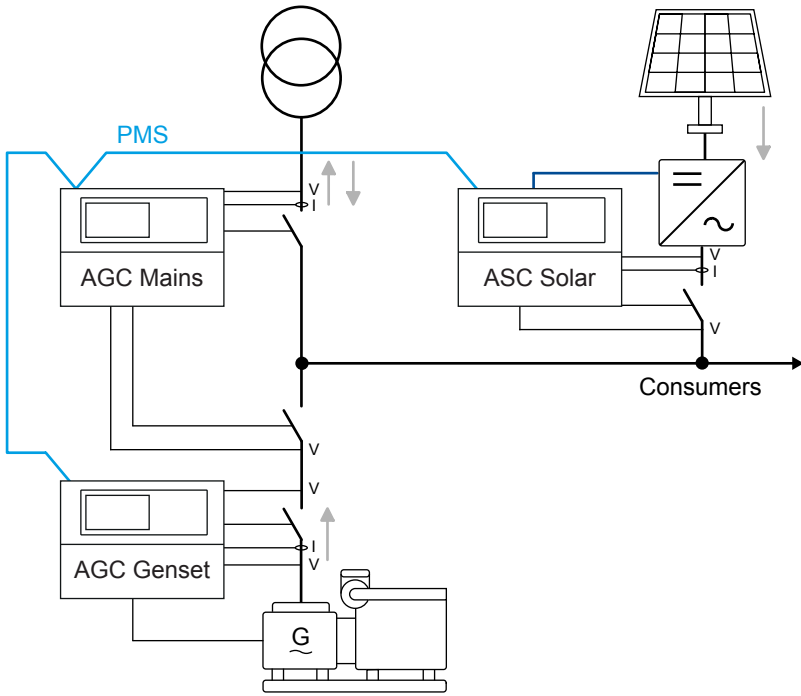 PMS
V
I
AGC Mains
ASC Solar
V
I
V
Consumers
V
V
I
V
AGC Genset
G